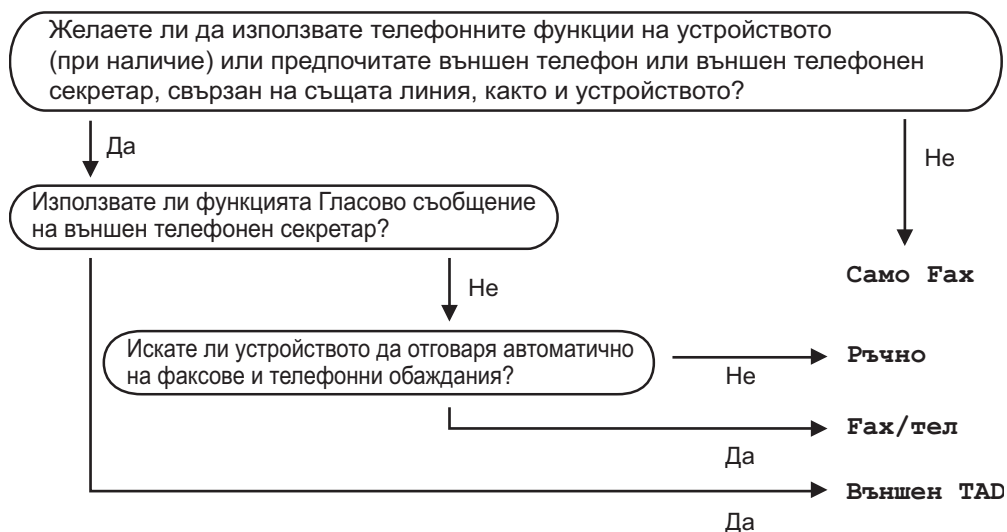 Желаете ли да използвате телефонните функции на устройството
(при наличие) или предпочитате външен телефон или външен телефонен
секретар, свързан на същата линия, както и устройството?
Да
Не
Използвате ли функцията Гласово съобщение
на външен телефонен секретар?
Само Fax
Не
Искате ли устройството да отговаря автоматично
на факсове и телефонни обаждания?
Ръчно
Не
Fax/тел
Да
Външен TAD
Да